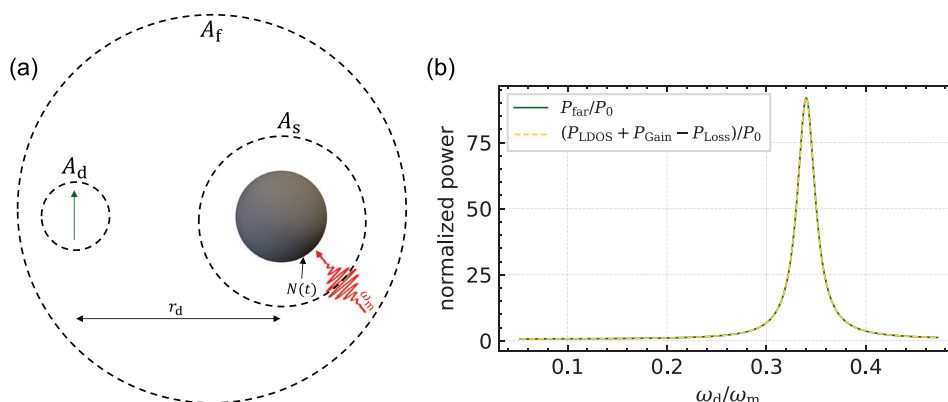 (a)
A_f
A_s
A_d
N(t)
ω_m
r_d
(b)
P_far/P_0
(P_LDOS + P_Gain − P_Loss)/P_0
normalized power
75
50
25
0
0.1 0.2 0.3 0.4
ω_d/ω_m